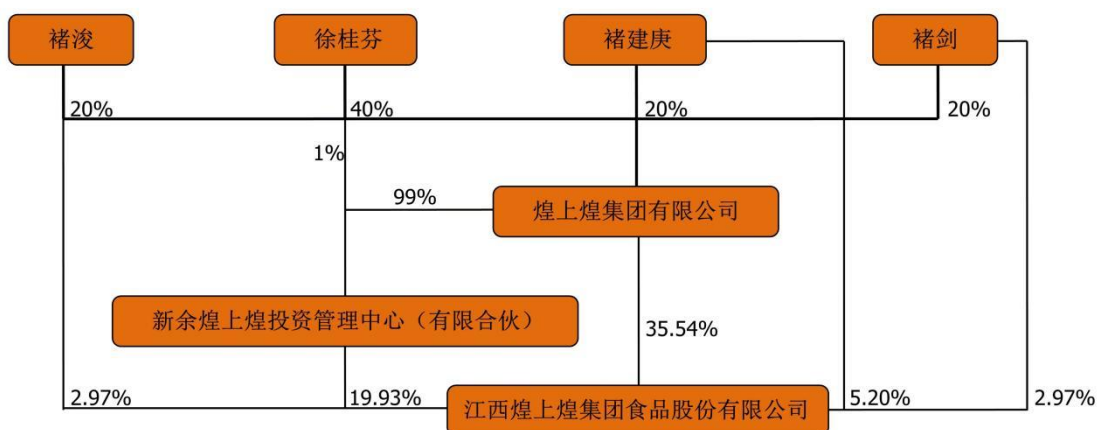 褚浚
徐桂芬
褚建庚
褚剑
20%
40%
20%
20%
1%
99%
煌上煌集团有限公司
新余煌上煌投资管理中心（有限合伙）
35.54%
2.97%
19.93%
江西煌上煌集团食品股份有限公司
5.20%
2.97%